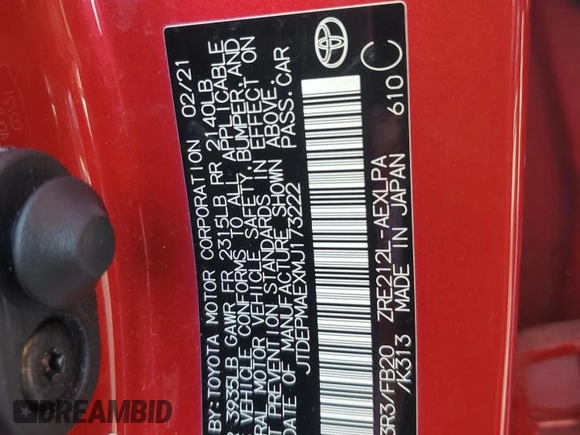 BY: TOYOTA MOTOR CORPORATION 02/21
3935LB GAWR FR 2315LB RR 2140LB
VEHICLE CONFORMS TO ALL APPLICABLE
MOTOR VEHICLE SAFETY, BUMPER, AND
PREVENTION STANDARDS IN EFFECT ON
DATE OF MANUFACTURE SHOWN ABOVE.
JTDEPMAEXMJ173222 PASS.CAR
3R3/FB20 ZRE212L-AEXLPA
/K313 MADE IN JAPAN 610 C
DREAMBID